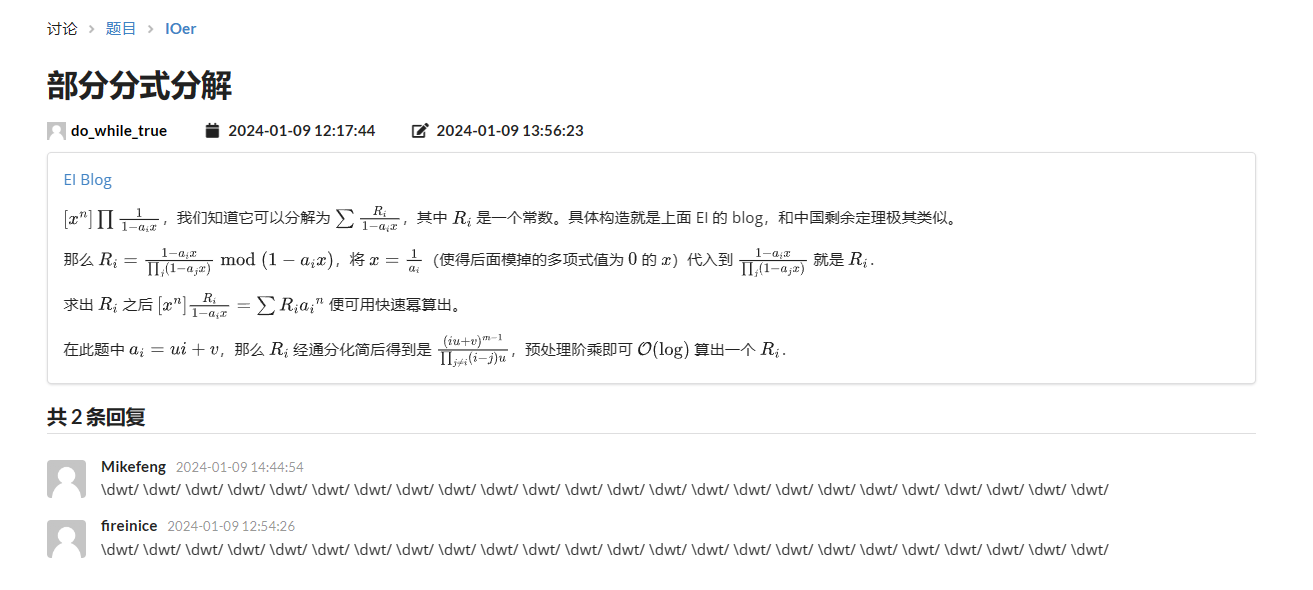 讨论 > 题目 > IOer
部分分式分解
do_while_true 2024-01-09 12:17:44 2024-01-09 13:56:23
EI Blog
$[x^n]\prod\frac{1}{1-a_ix}$，我们知道它可以分解为 $\sum\frac{R_i}{1-a_ix}$，其中 $R_i$ 是一个常数。具体构造就是上面 EI 的 blog，和中国剩余定理极其类似。
那么 $R_i=\frac{1-a_ix}{\prod_j(1-a_jx)}\bmod(1-a_ix)$，将 $x=\frac{1}{a_i}$（使得后面模掉的多项式值为 $0$ 的 $x$）代入到 $\frac{1-a_ix}{\prod_j(1-a_jx)}$ 就是 $R_i$.
求出 $R_i$ 之后 $[x^n]\frac{R_i}{1-a_ix}=\sum R_i{a_i}^n$ 便可用快速幂算出。
在此题中 $a_i=ui+v$，那么 $R_i$ 经通分化简后得到是 $\frac{(iu+v)^{m-1}}{\prod_{j\neq i}(i-j)u}$，预处理阶乘即可 $\mathcal{O}(\log)$ 算出一个 $R_i$.
共 2 条回复
Mikefeng 2024-01-09 14:44:54
\dwt/ \dwt/ \dwt/ \dwt/ \dwt/ \dwt/ \dwt/ \dwt/ \dwt/ \dwt/ \dwt/ \dwt/ \dwt/ \dwt/ \dwt/ \dwt/ \dwt/ \dwt/ \dwt/ \dwt/ \dwt/ \dwt/ \dwt/ \dwt/
fireinice 2024-01-09 12:54:26
\dwt/ \dwt/ \dwt/ \dwt/ \dwt/ \dwt/ \dwt/ \dwt/ \dwt/ \dwt/ \dwt/ \dwt/ \dwt/ \dwt/ \dwt/ \dwt/ \dwt/ \dwt/ \dwt/ \dwt/ \dwt/ \dwt/ \dwt/ \dwt/